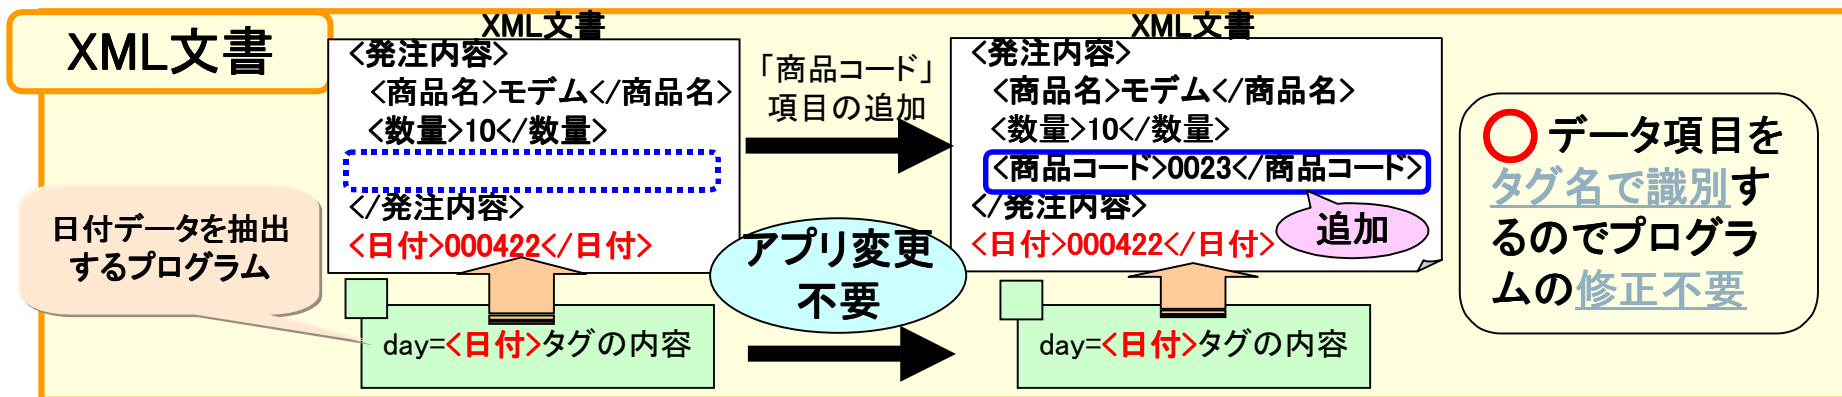 XML文書
XML文書
<発注内容>
<商品名>モデム</商品名>
<数量>10</数量>
</発注内容>
<日付>000422</日付>
日付データを抽出
するプログラム
day=<日付>タグの内容
「商品コード」
項目の追加
アプリ変更
不要
XML文書
<発注内容>
<商品名>モデム</商品名>
<数量>10</数量>
<商品コード>0023</商品コード>
</発注内容>
<日付>000422</日付>
追加
day=<日付>タグの内容
データ項目を
タグ名で識別す
るのでプログラ
ムの修正不要